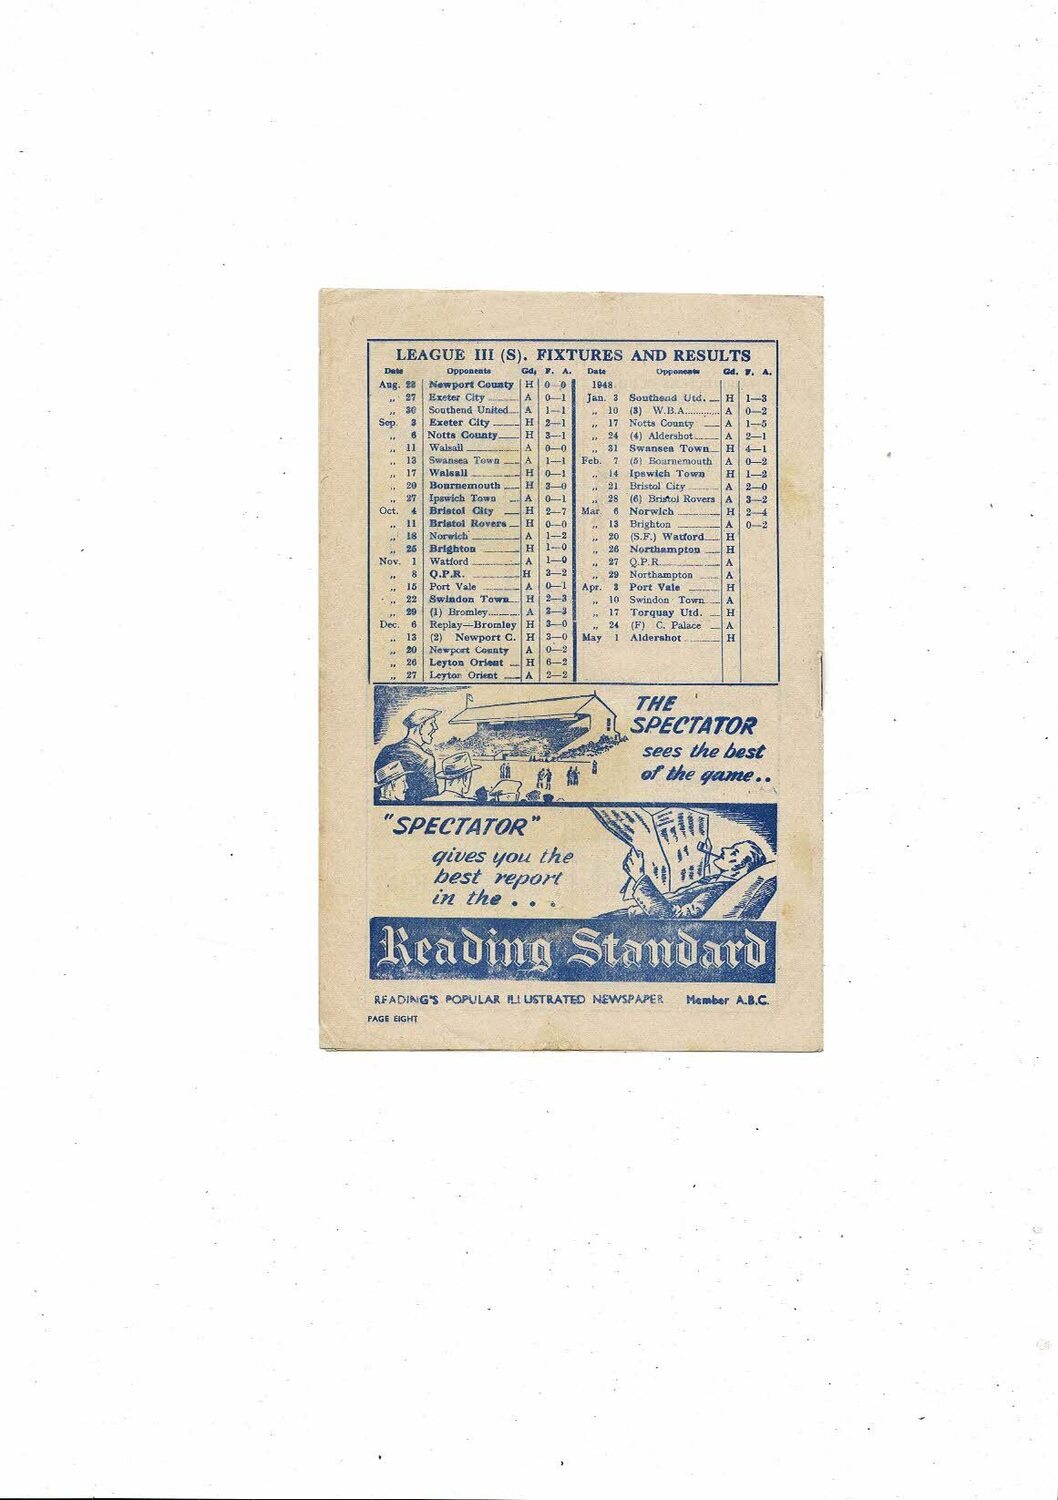 LEAGUE III (S). FIXTURES AND RESULTS
Date Opponents Gd. F. A. Date Opponents Gd. F. A.
Aug. 23 Newport County H 0—0 1948
„ 27 Exeter City A 0—1 Jan. 3 Southend Utd. H 1—3
„ 30 Southend United A 1—1 „ 10 (3) W.B.A. A 0—2
Sep. 3 Exeter City H 2—1 „ 17 Notts County A 1—5
„ 6 Notts County H 3—1 „ 24 (4) Aldershot A 2—1
„ 11 Walsall A 0—0 „ 31 Swansea Town H 4—1
„ 13 Swansea Town A 1—1 Feb. 7 (5) Bournemouth A 0—2
„ 17 Walsall H 0—1 „ 14 Ipswich Town H 1—2
„ 20 Bournemouth H 3—0 „ 21 Bristol City A 2—0
„ 27 Ipswich Town A 0—1 „ 28 (6) Bristol Rovers A 3—2
Oct. 4 Bristol City H 2—7 Mar. 6 Norwich H 2—4
„ 11 Bristol Rovers H 0—0 „ 13 Brighton A 0—2
„ 18 Norwich A 1—2 „ 20 (S.F.) Watford H
„ 25 Brighton H 1—0 „ 26 Northampton H
Nov. 1 Watford A 1—0 „ 27 Q.P.R. A
„ 8 Q.P.R. H 3—2 „ 29 Northampton A
„ 15 Port Vale A 0—1 Apr. 3 Port Vale H
„ 22 Swindon Town H 2—3 „ 10 Swindon Town A
„ 29 (1) Bromley A 3—3 „ 17 Torquay Utd. H
Dec. 6 Replay—Bromley H 3—0 „ 24 (F) C. Palace A
„ 13 (2) Newport C. H 3—0 May 1 Aldershot H
„ 20 Newport County A 0—2
„ 26 Leyton Orient H 6—2
„ 27 Leyton Orient A 2—2
THE
SPECTATOR
sees the best
of the game..
"SPECTATOR"
gives you the
best report
in the . . .
Reading Standard
READING'S POPULAR ILLUSTRATED NEWSPAPER Member A.B.C.
PAGE EIGHT